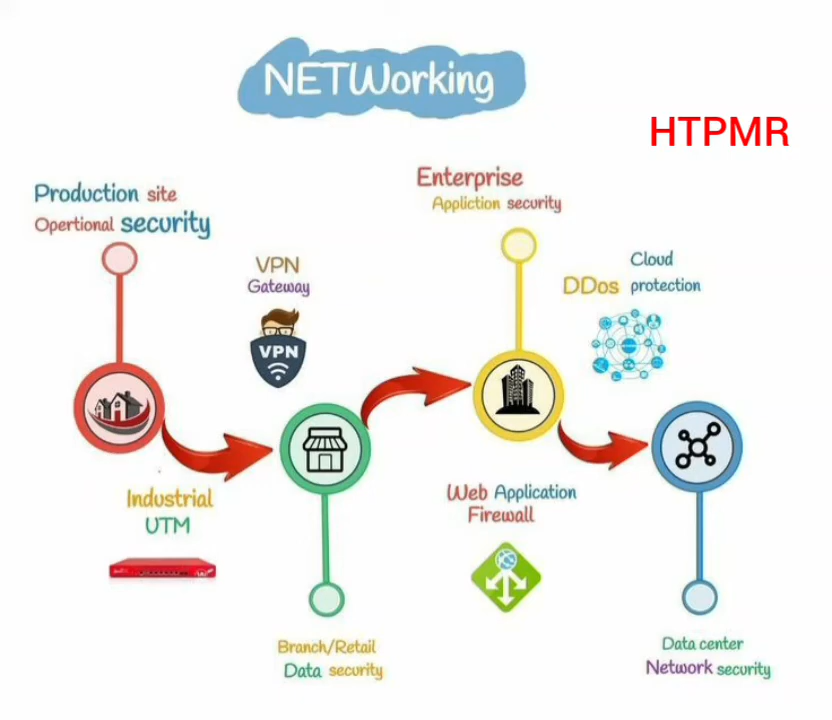 NETWorking
HTPMR
Production site
Opertional security
Enterprise
Appliction security
VPN
Gateway
VPN
Cloud
DDos protection
Industrial
UTM
Web Application
Firewall
Branch/Retail
Data security
Data center
Network security